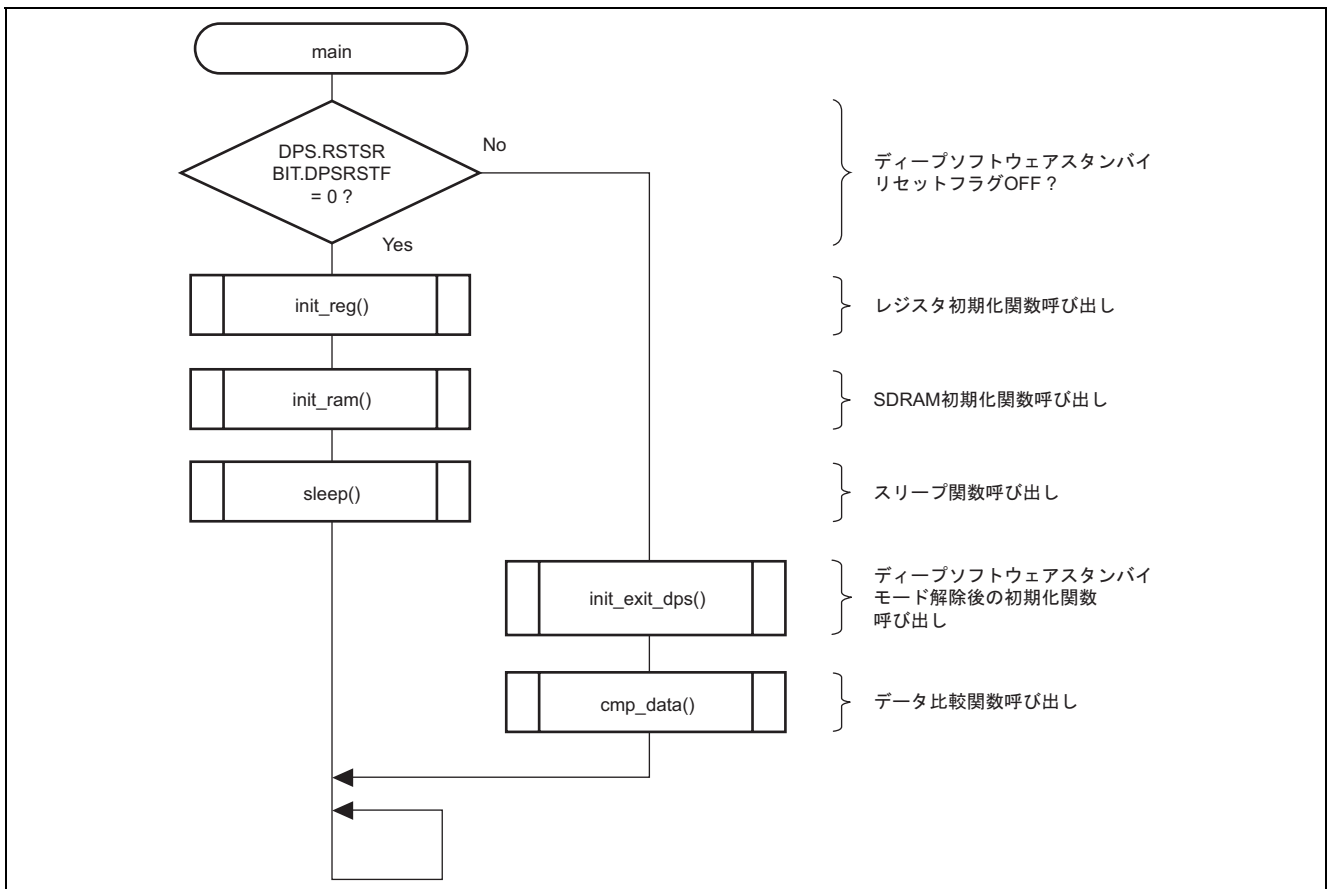 main
DPS.RSTSR
BIT.DPSRSTF
= 0 ?
No
Yes
ディープソフトウェアスタンバイ
リセットフラグOFF ?
init_reg()
レジスタ初期化関数呼び出し
init_ram()
SDRAM初期化関数呼び出し
sleep()
スリープ関数呼び出し
init_exit_dps()
ディープソフトウェアスタンバイ
モード解除後の初期化関数
呼び出し
cmp_data()
データ比較関数呼び出し